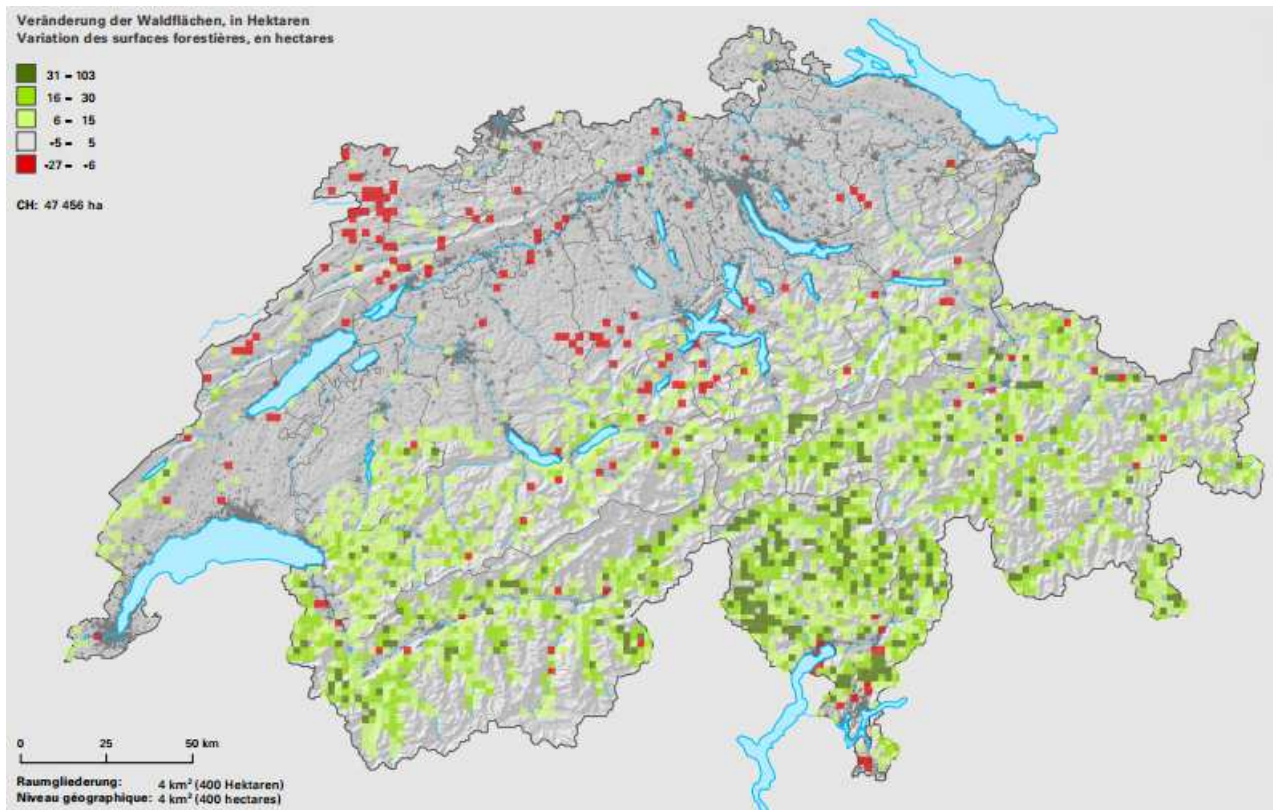 Veränderung der Waldflächen, in Hektaren
Variation des surfaces forestières, en hectares
31 – 103
16 – 30
6 – 15
-5 – 5
-27 – -6
CH: 47 456 ha
0 25 50 km
Raumgliederung: 4 km² (400 Hektaren)
Niveau géographique: 4 km² (400 hectares)